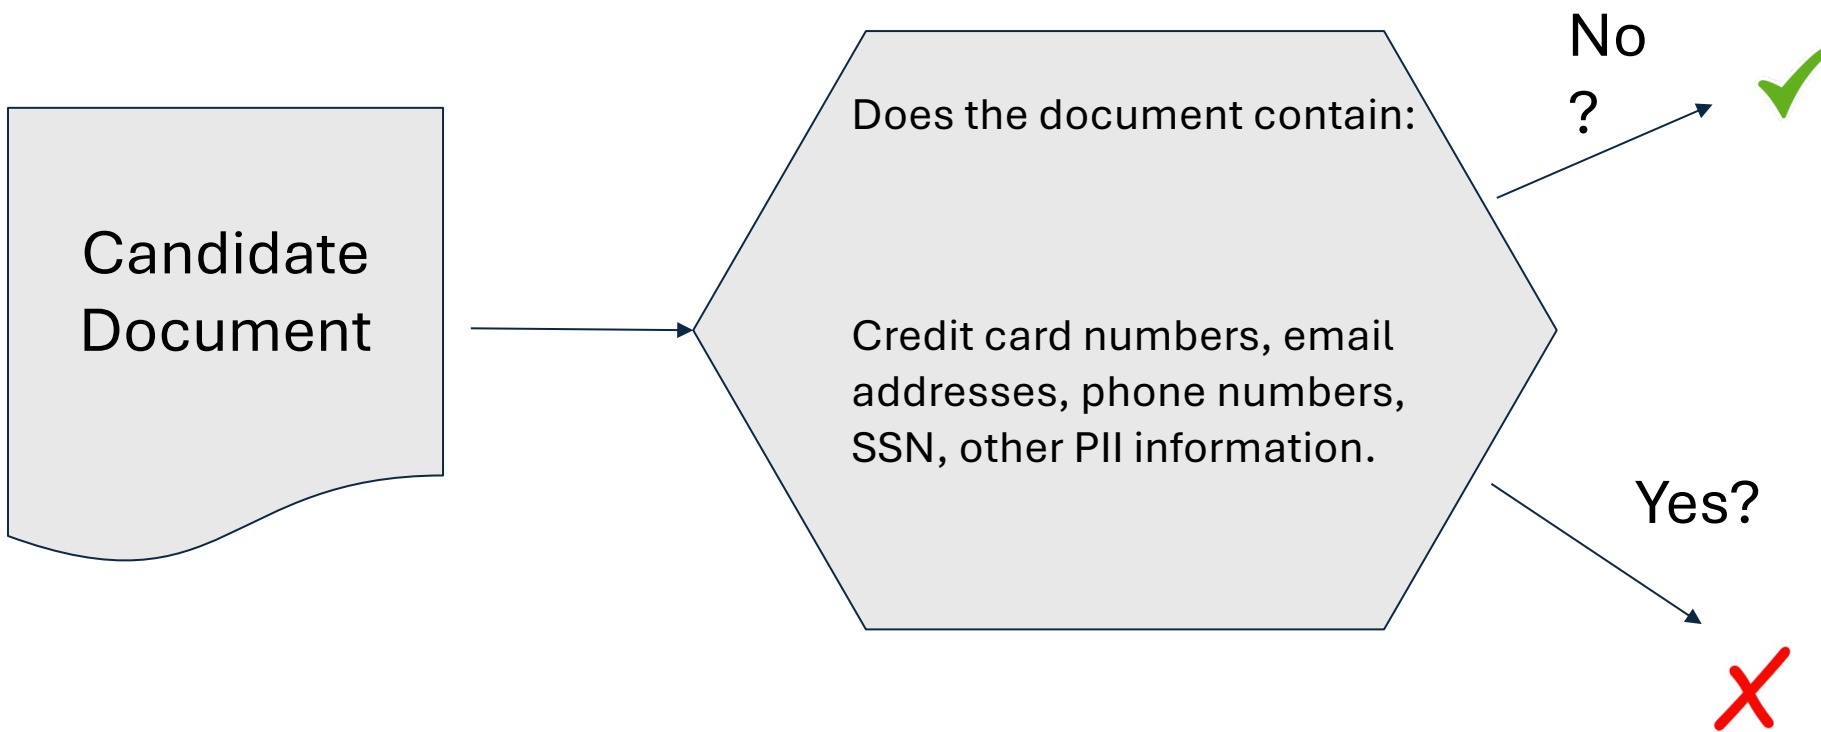 Candidate
Document
Does the document contain:
Credit card numbers, email
addresses, phone numbers,
SSN, other PII information.
No
?
Yes?